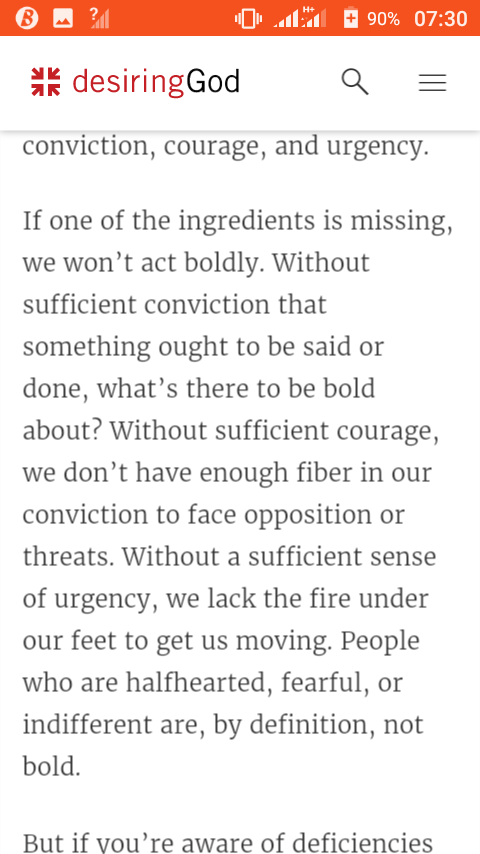 ?
H+
90% 07:30
desiringGod
conviction, courage, and urgency.
If one of the ingredients is missing,
we won’t act boldly. Without
sufficient conviction that
something ought to be said or
done, what’s there to be bold
about? Without sufficient courage,
we don’t have enough fiber in our
conviction to face opposition or
threats. Without a sufficient sense
of urgency, we lack the fire under
our feet to get us moving. People
who are halfhearted, fearful, or
indifferent are, by definition, not
bold.
But if you’re aware of deficiencies